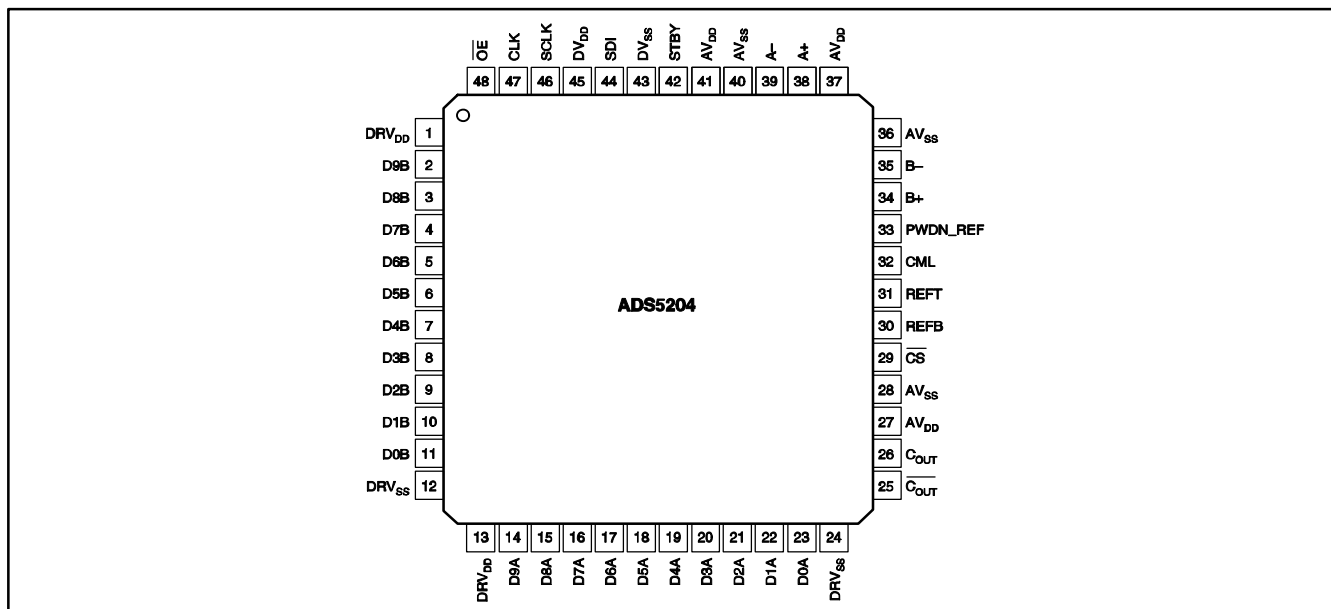 OE CLK SCLK DVDD SDI DVSS STBY AVDD AVSS A– A+ AVDD
48 47 46 45 44 43 42 41 40 39 38 37
DRVDD 1 36 AVSS
D9B 2 35 B–
D8B 3 34 B+
D7B 4 33 PWDN_REF
D6B 5 32 CML
D5B 6 31 REFT
ADS5204
D4B 7 30 REFB
D3B 8 29 CS
D2B 9 28 AVSS
D1B 10 27 AVDD
D0B 11 26 COUT
DRVSS 12 25 COUT
13 14 15 16 17 18 19 20 21 22 23 24
DRVDD D9A D8A D7A D6A D5A D4A D3A D2A D1A D0A DRVSS